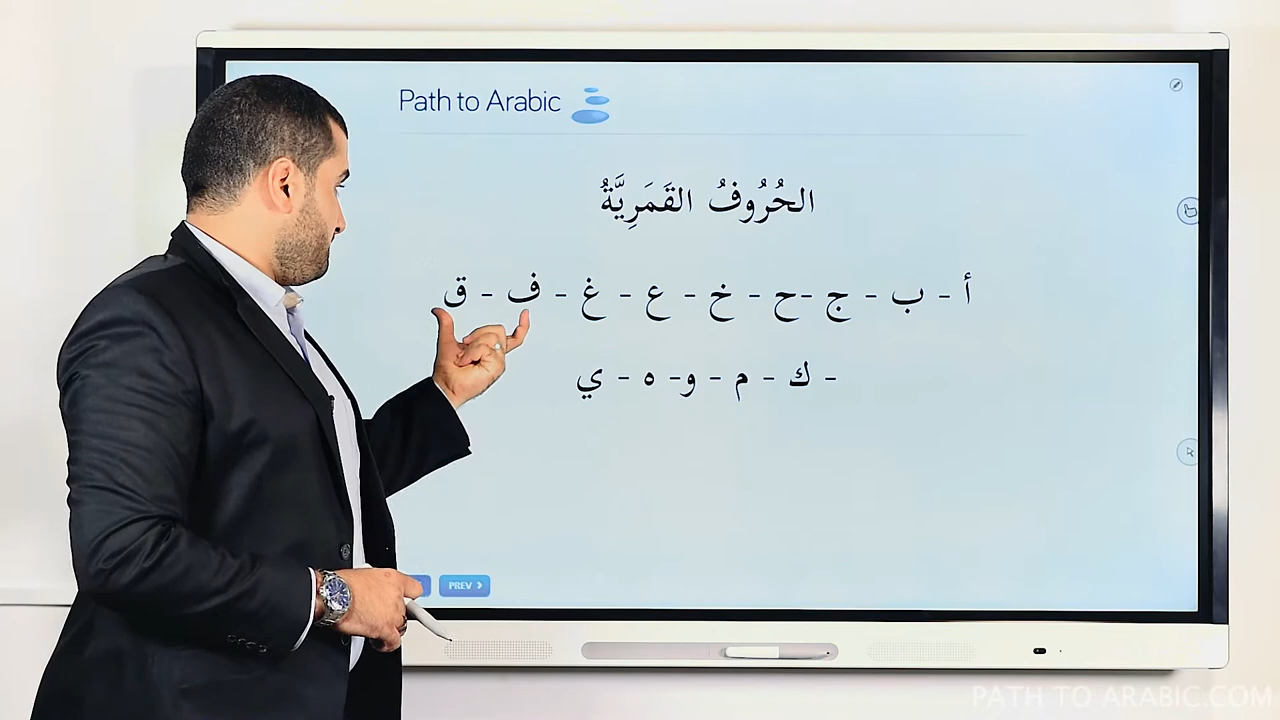 Path to Arabic
الحُرُوفُ القَمَرِيَّةُ
أ - ب - ج -ح - خ - ع - غ - ف - ق
- ك - م - و- ه - ي
PREV
PATH TO ARABIC.COM